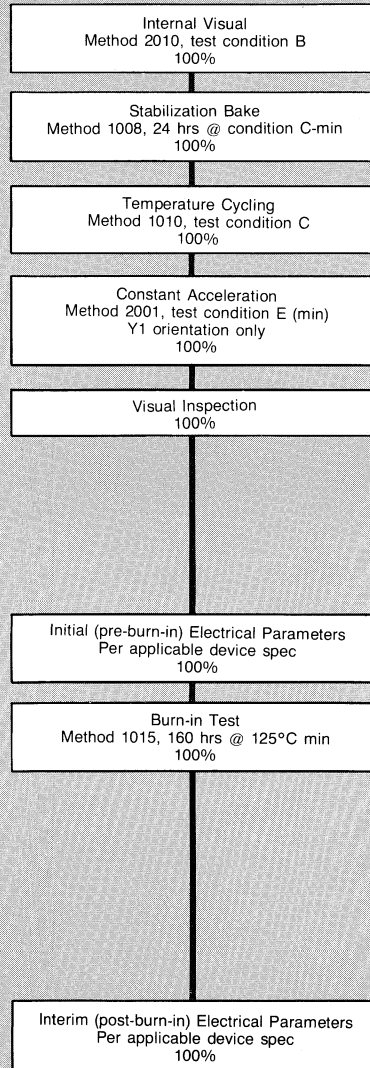 Internal Visual
Method 2010, test condition B
100%
Stabilization Bake
Method 1008, 24 hrs @ condition C-min
100%
Temperature Cycling
Method 1010, test condition C
100%
Constant Acceleration
Method 2001, test condition E (min)
Y1 orientation only
100%
Visual Inspection
100%
Initial (pre-burn-in) Electrical Parameters
Per applicable device spec
100%
Burn-in Test
Method 1015, 160 hrs @ 125°C min
100%
Interim (post-burn-in) Electrical Parameters
Per applicable device spec
100%